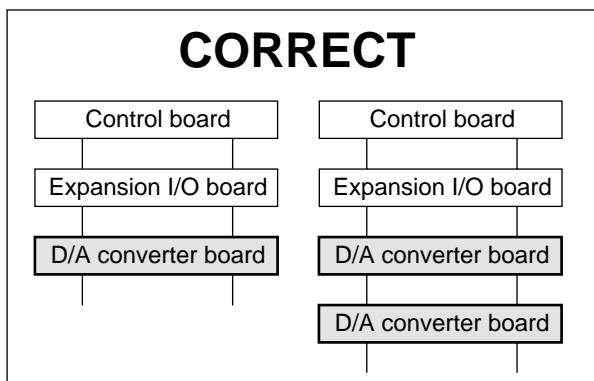 CORRECT
Control board
Expansion I/O board
D/A converter board
Control board
Expansion I/O board
D/A converter board
D/A converter board